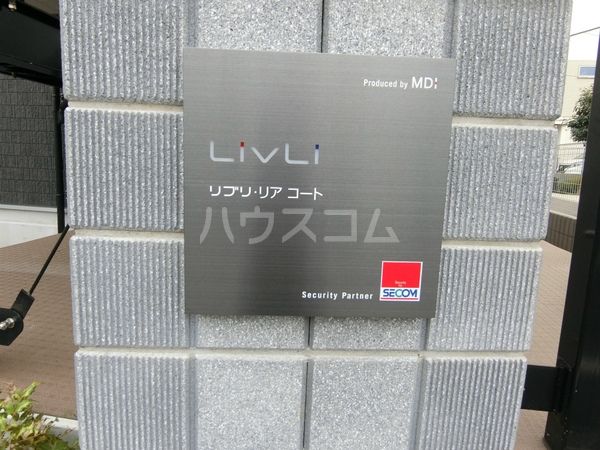 Produced by MDi
LivLi
リブリ・リア コート
ハウスコム
Security Partner
SECOM